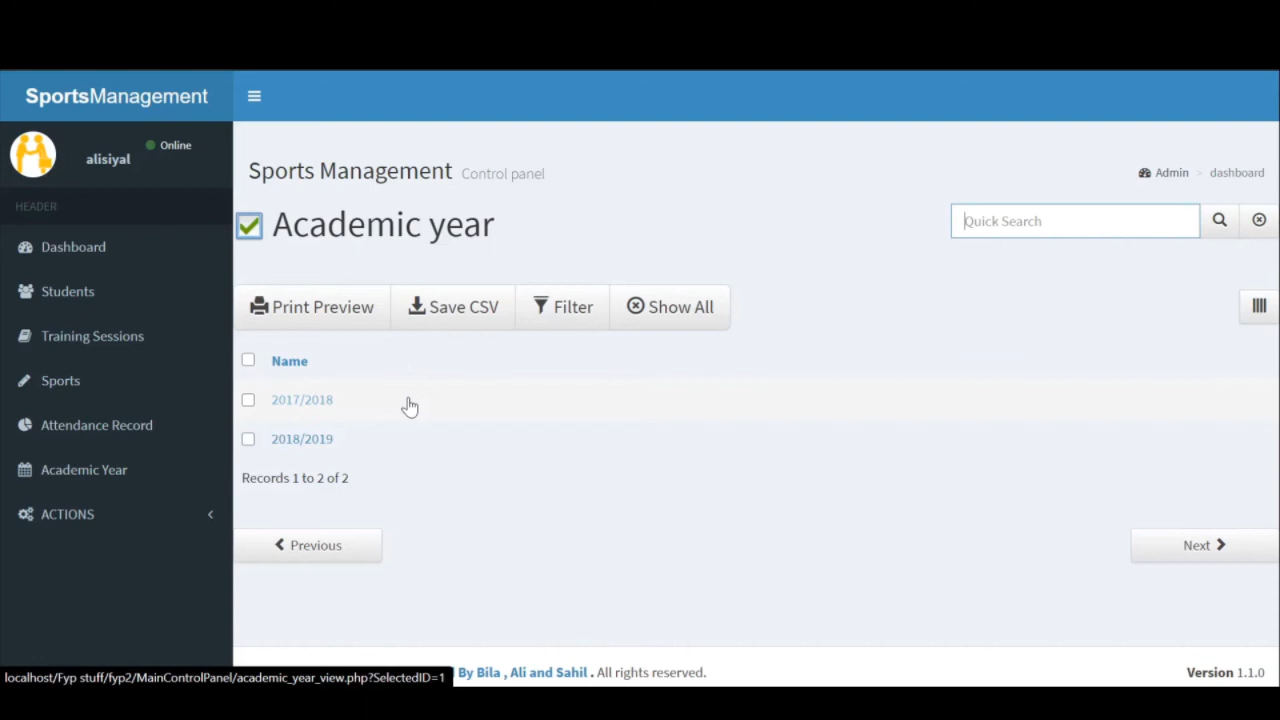 SportsManagement
alisiyal
Online
HEADER
Dashboard
Students
Training Sessions
Sports
Attendance Record
Academic Year
ACTIONS
Sports Management Control panel
Admin > dashboard
Academic year
Quick Search
Print Preview
Save CSV
Filter
Show All
Name
2017/2018
2018/2019
Records 1 to 2 of 2
Previous
Next
By Bila , Ali and Sahil . All rights reserved.
Version 1.1.0
localhost/Fyp stuff/fyp2/MainControlPanel/academic_year_view.php?SelectedID=1